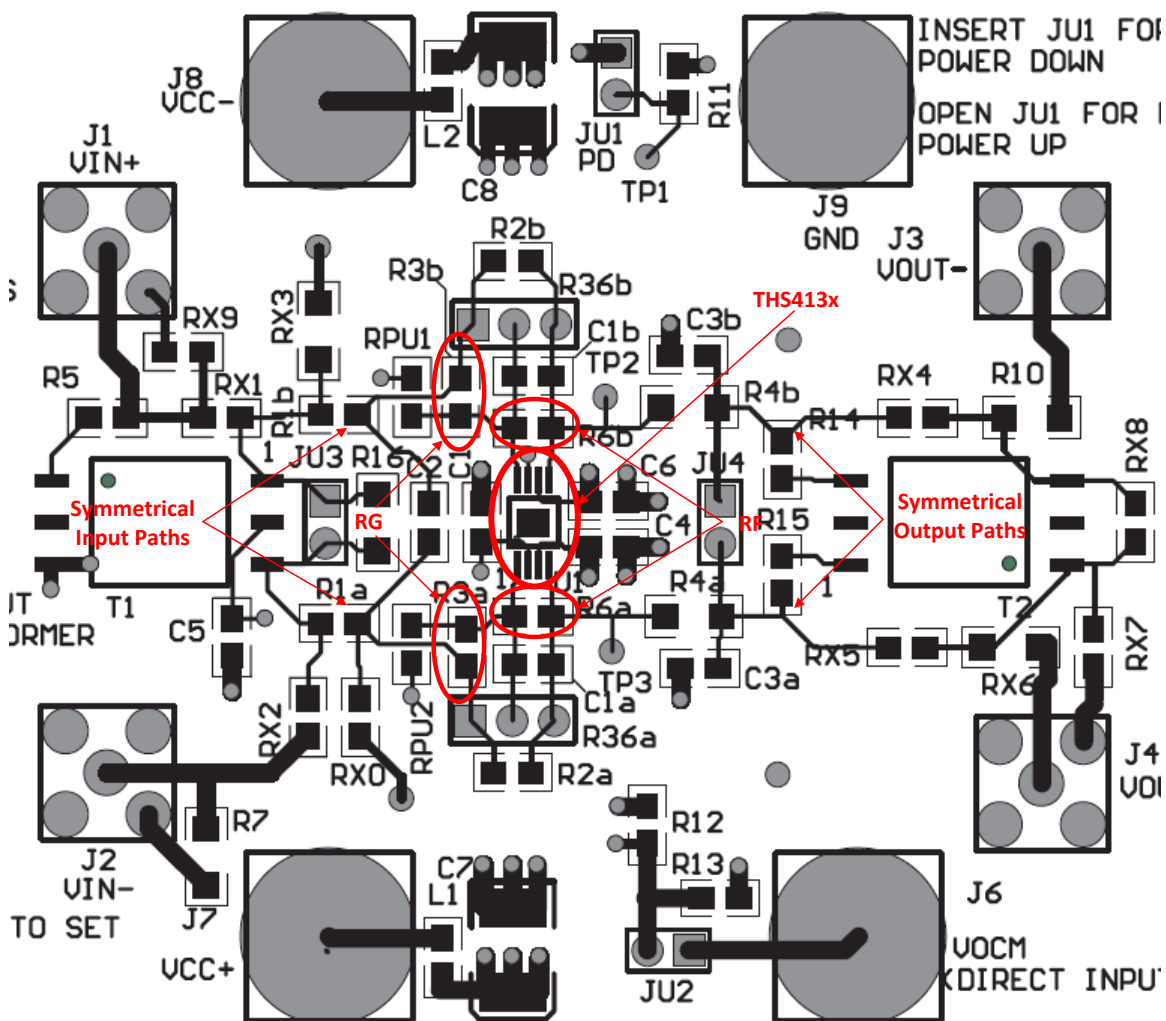 INSERT JU1 FOR
POWER DOWN
OPEN JU1 FOR
POWER UP
J8
VCC-
L2
C8
JU1
PD
R11
TP1
J9
GND
J1
VIN+
J3
VOUT-
R2b
R3b
R36b
THS413x
RX9
RX3
RPU1
C1b
C3b
TP2
R5
RX1
R1b
R6b
R4b
R14
RX4
R10
RX8
1
JU3
R16
C2
C1
C6
JU4
Symmetrical
Input Paths
RG
RF
Symmetrical
Output Paths
C4
R15
T1
R1a
R3a
1
U1
R6a
R4a
1
T2
C5
RX5
RX6
RX7
TP3
C3a
C1a
RX2
RX0
RPU2
R36a
R2a
J4
R7
R12
R13
J2
VIN-
J7
TO SET
C7
L1
VCC+
JU2
J6
VOCM
(DIRECT INPUT